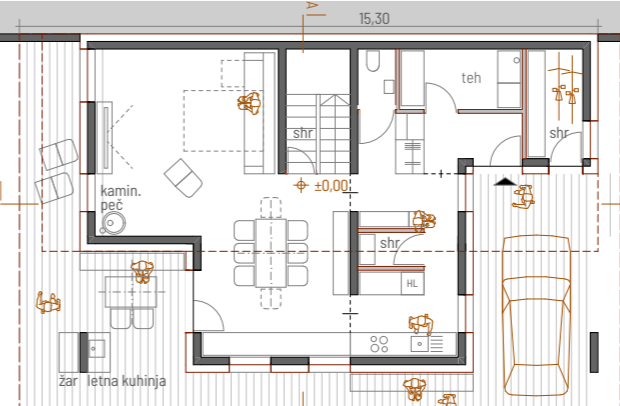 A
15,30
teh
shr
shr
±0,00
kamin.
peč
shr
HL
žar letna kuhinja